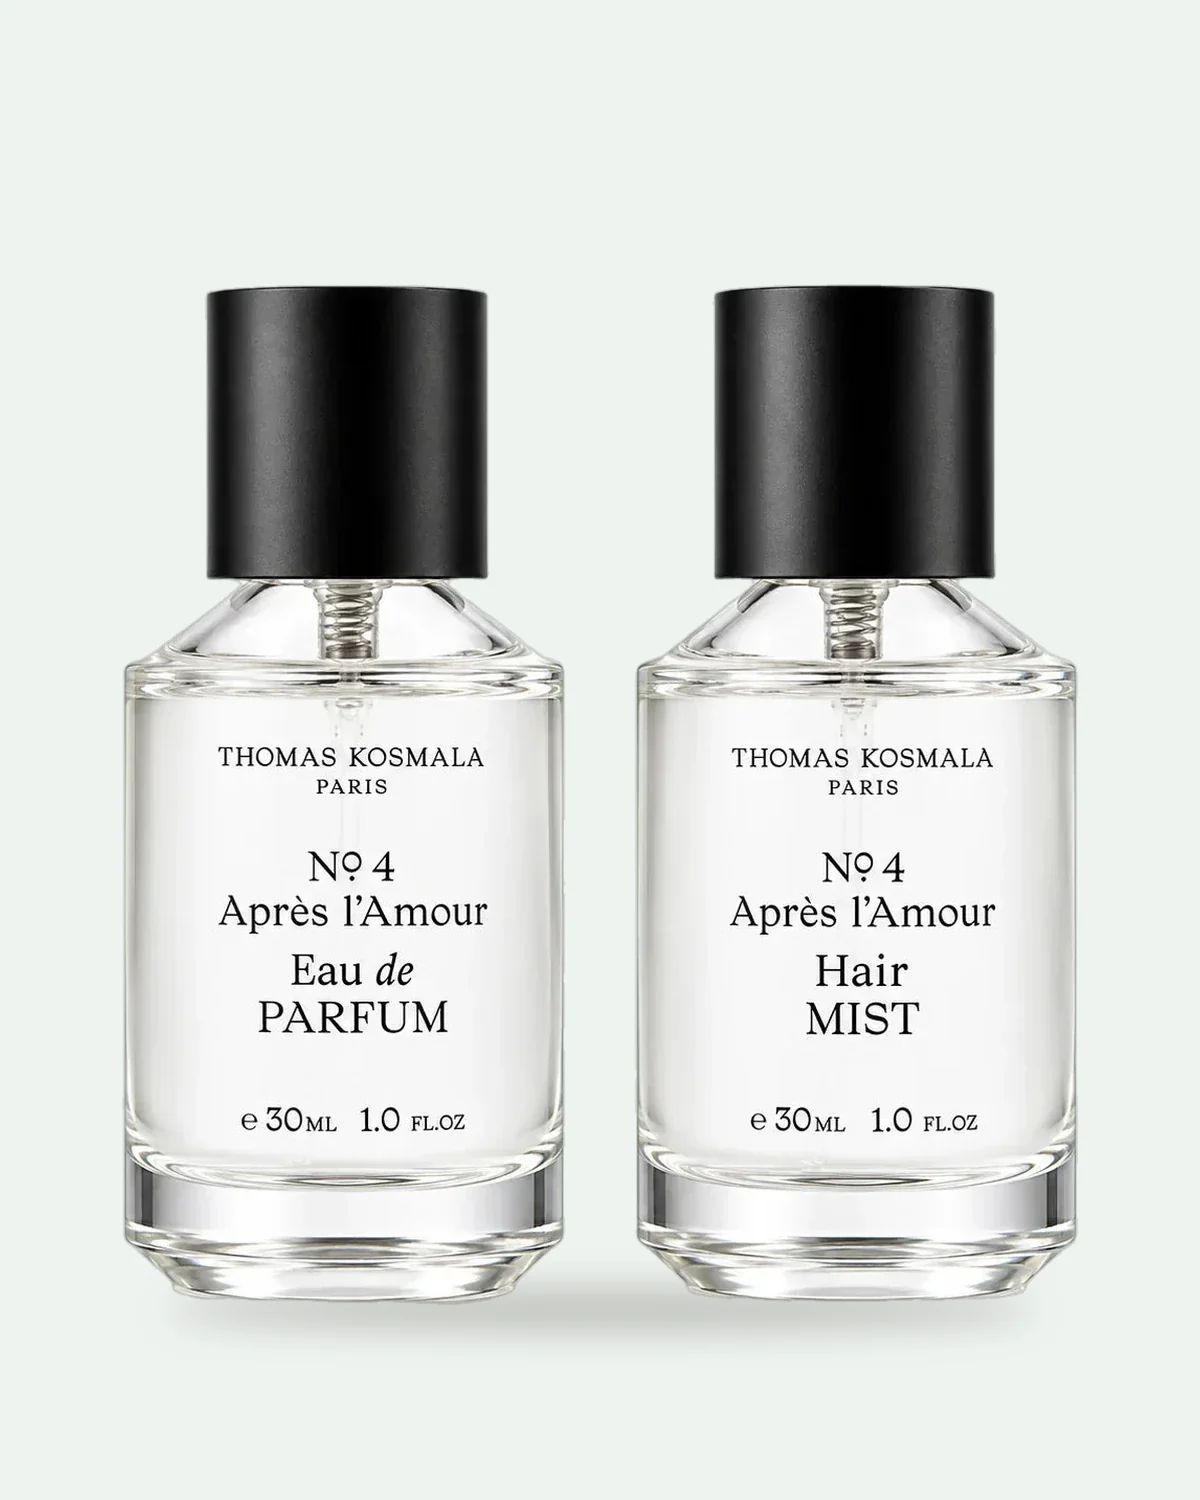 THOMAS KOSMALA
PARIS
Nº 4
Après l'Amour
Eau de
PARFUM
℮ 30ML 1.0 FL.OZ
THOMAS KOSMALA
PARIS
Nº 4
Après l'Amour
Hair
MIST
℮ 30ML 1.0 FL.OZ